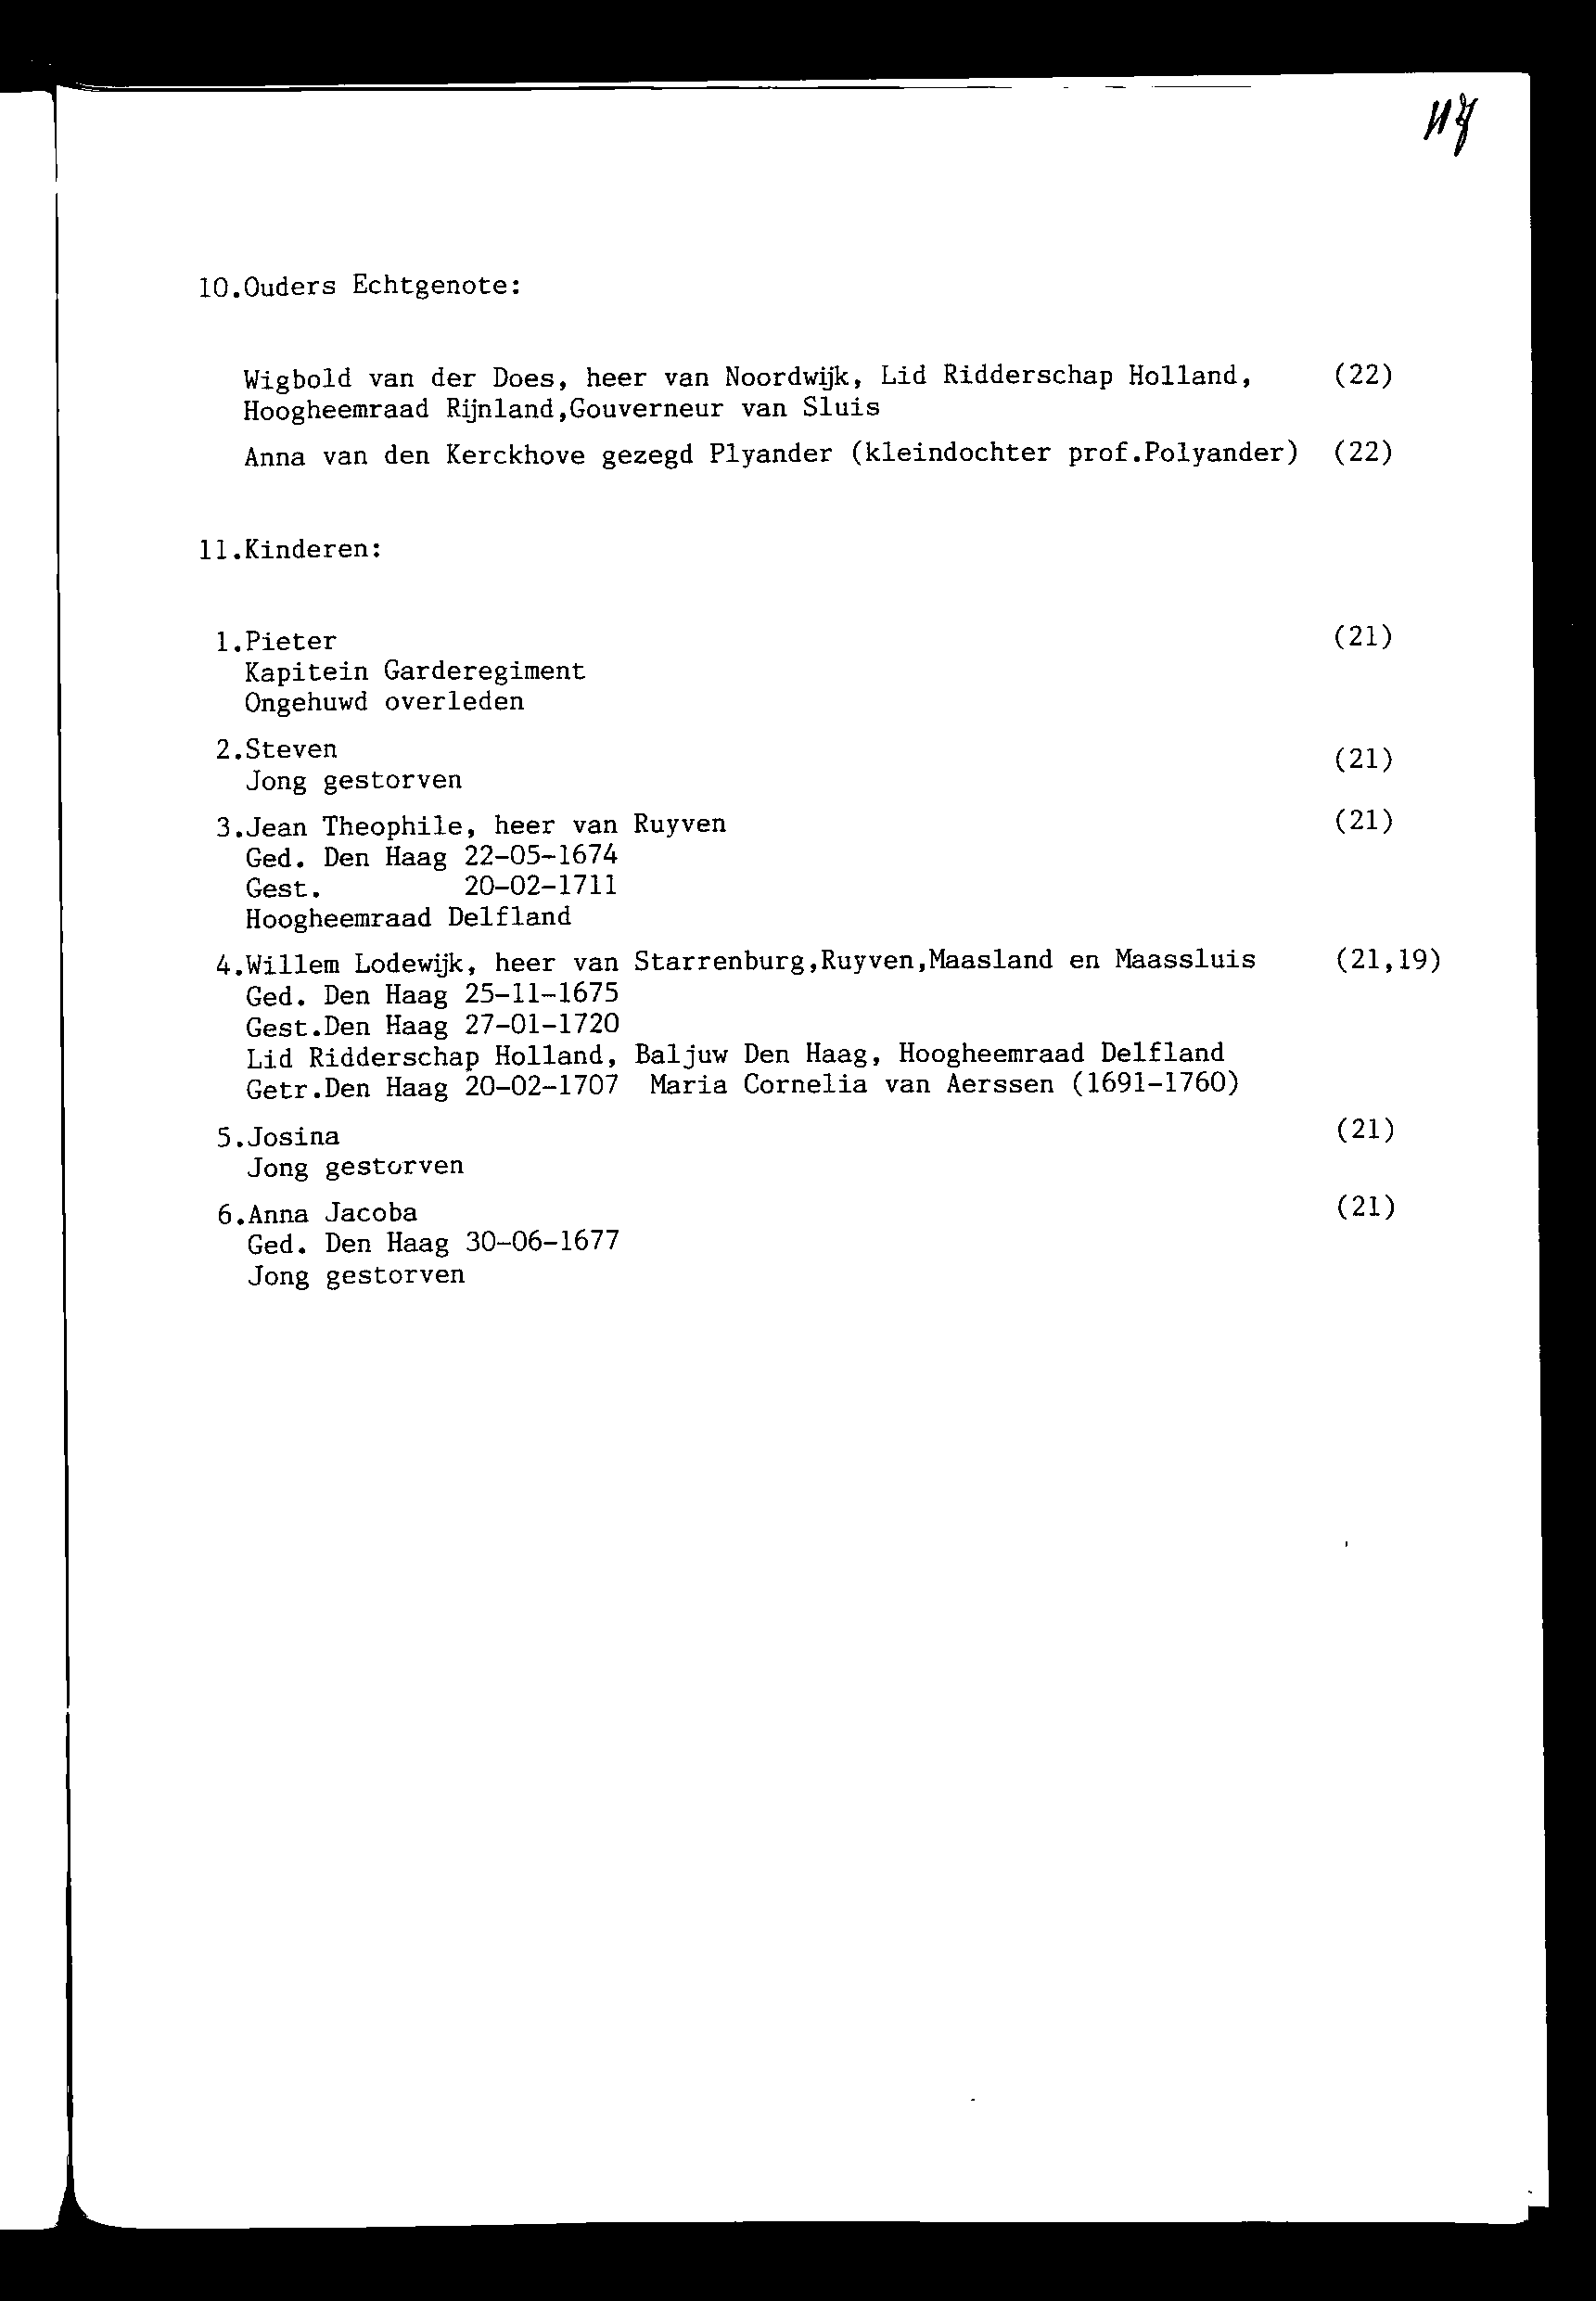 117
10.Ouders Echtgenote:
Wigbold van der Does, heer van Noordwijk, Lid Ridderschap Holland, (22)
Hoogheemraad Rijnland,Gouverneur van Sluis
Anna van den Kerckhove gezegd Plyander (kleindochter prof.Polyander) (22)
11.Kinderen:
1.Pieter (21)
Kapitein Garderegiment
Ongehuwd overleden
2.Steven (21)
Jong gestorven
3.Jean Theophile, heer van Ruyven (21)
Ged. Den Haag 22-05-1674
Gest. 20-02-1711
Hoogheemraad Delfland
4.Willem Lodewijk, heer van Starrenburg,Ruyven,Maasland en Maassluis (21,19)
Ged. Den Haag 25-11-1675
Gest.Den Haag 27-01-1720
Lid Ridderschap Holland, Baljuw Den Haag, Hoogheemraad Delfland
Getr.Den Haag 20-02-1707 Maria Cornelia van Aerssen (1691-1760)
5.Josina (21)
Jong gestorven
6.Anna Jacoba (21)
Ged. Den Haag 30-06-1677
Jong gestorven